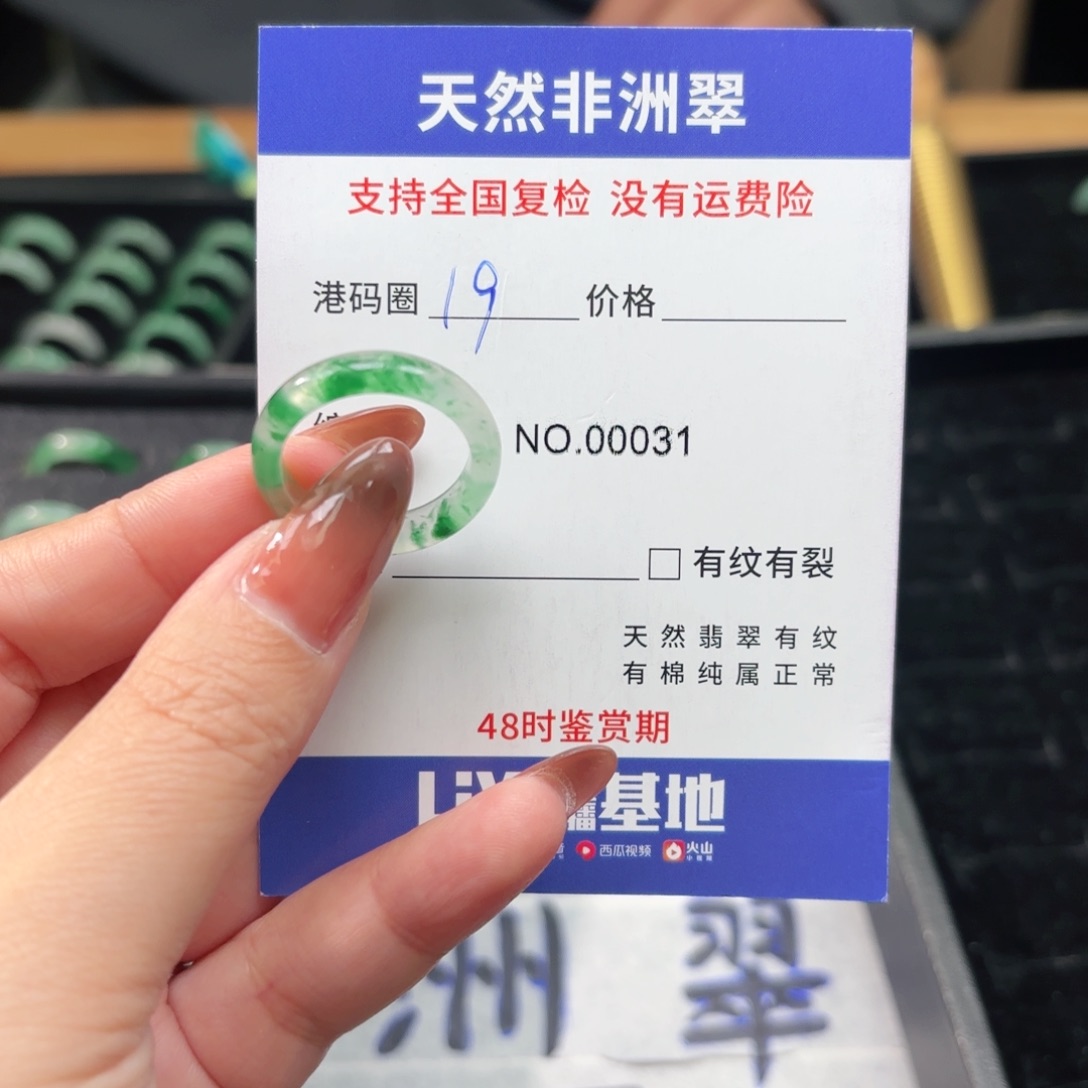 天然非洲翠
支持全国复检 没有运费险
港码圈 19 价格
NO.00031
□ 有纹有裂
天然翡翠有纹
有棉纯属正常
48时鉴赏期
基地
西瓜视频 火山
洲 翠